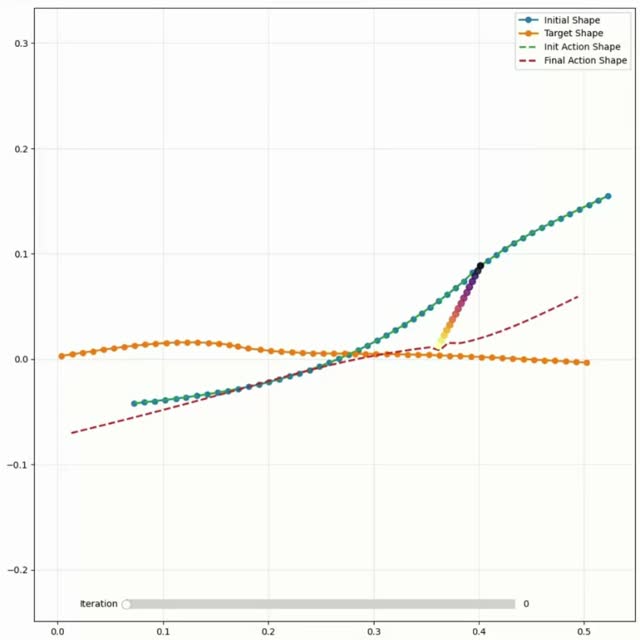 Initial Shape
Target Shape
Init Action Shape
Final Action Shape
0.3
0.2
0.1
0.0
−0.1
−0.2
Iteration 0
0.0 0.1 0.2 0.3 0.4 0.5